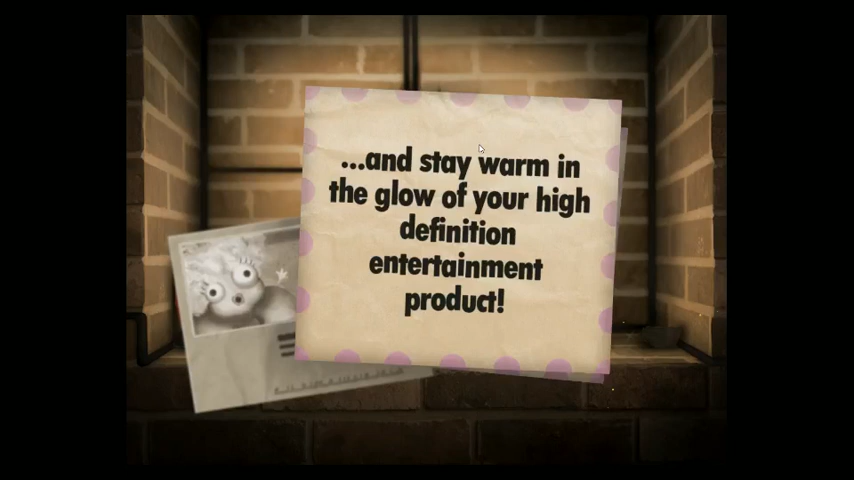 ...and stay warm in
the glow of your high
definition
entertainment
product!